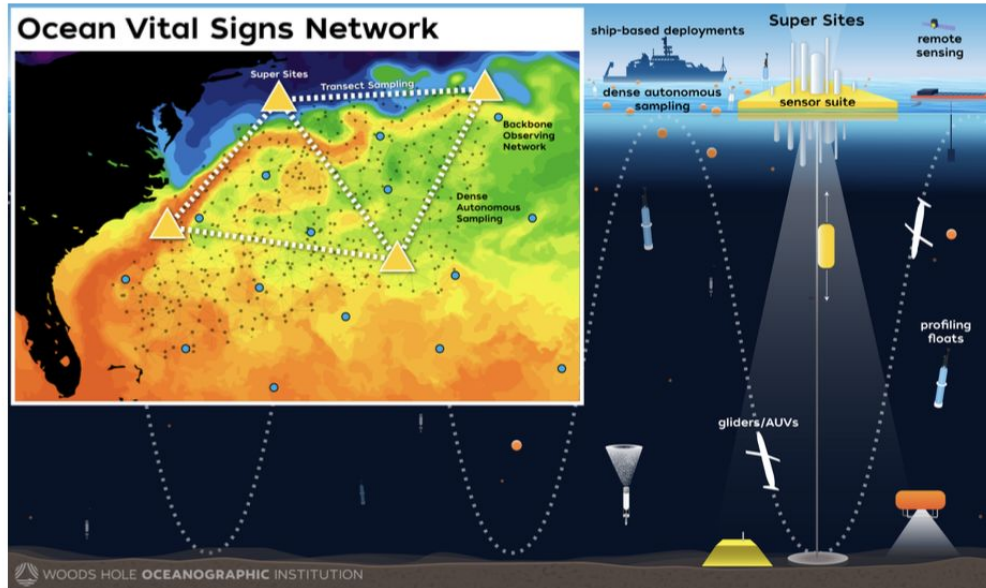 Ocean Vital Signs Network
Super Sites
Transect Sampling
Backbone
Observing
Network
Dense
Autonomous
Sampling
ship-based deployments
dense autonomous
sampling
Super Sites
sensor suite
remote
sensing
profiling
floats
gliders/AUVs
WOODS HOLE OCEANOGRAPHIC INSTITUTION